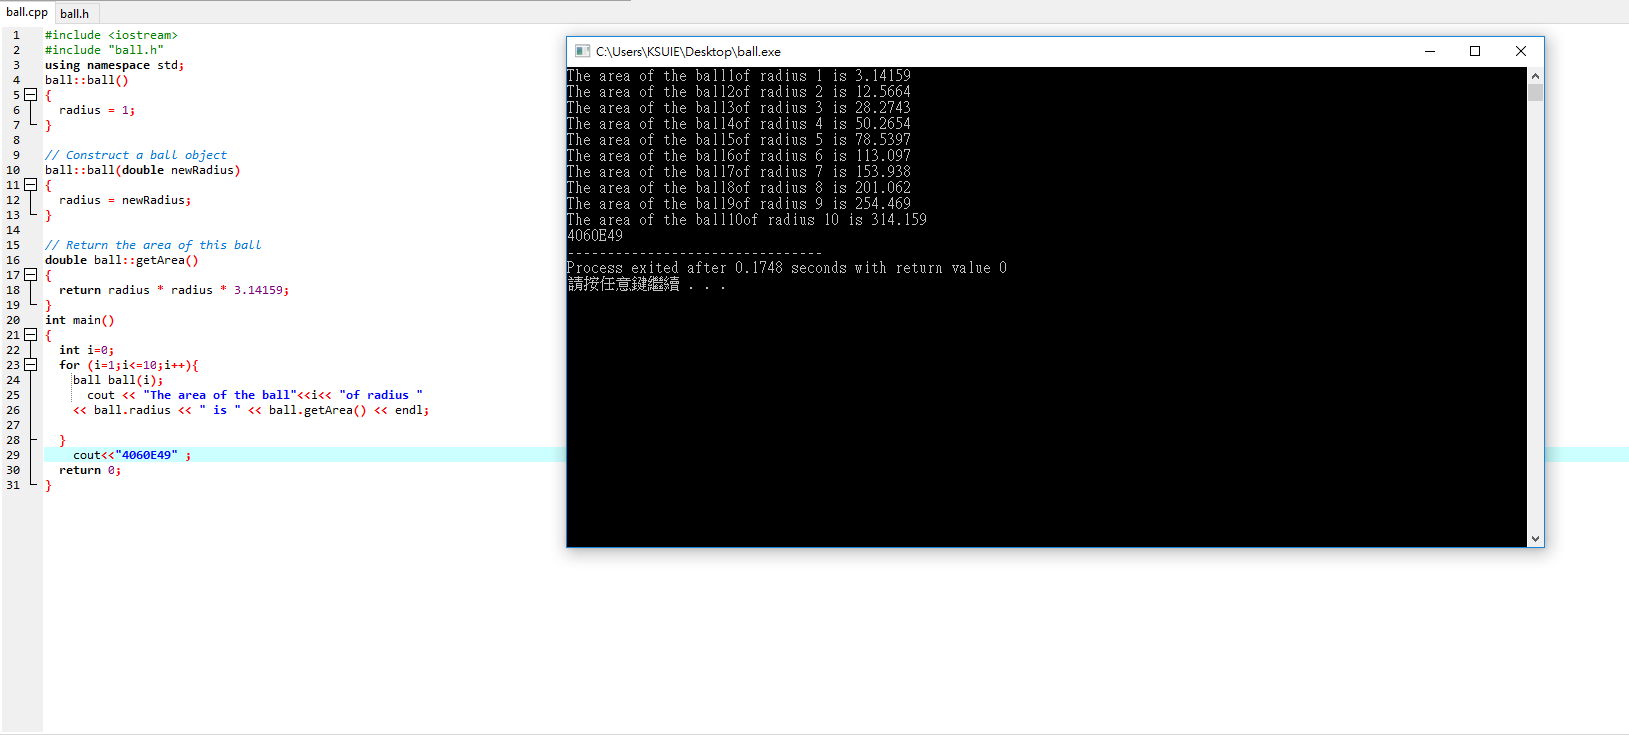 ball.cpp ball.h
1 #include <iostream>
2 #include "ball.h"
3 using namespace std;
4 ball::ball()
5 {
6 radius = 1;
7 }
8
9 // Construct a ball object
10 ball::ball(double newRadius)
11 {
12 radius = newRadius;
13 }
14
15 // Return the area of this ball
16 double ball::getArea()
17 {
18 return radius * radius * 3.14159;
19 }
20 int main()
21 {
22 int i=0;
23 for (i=1;i<=10;i++){
24 ball ball(i);
25 cout << "The area of the ball"<<i<< "of radius "
26 << ball.radius << " is " << ball.getArea() << endl;
27
28 }
29 cout<<"4060E49" ;
30 return 0;
31 }
C:\Users\KSUIE\Desktop\ball.exe
The area of the ball1of radius 1 is 3.14159
The area of the ball2of radius 2 is 12.5664
The area of the ball3of radius 3 is 28.2743
The area of the ball4of radius 4 is 50.2654
The area of the ball5of radius 5 is 78.5397
The area of the ball6of radius 6 is 113.097
The area of the ball7of radius 7 is 153.938
The area of the ball8of radius 8 is 201.062
The area of the ball9of radius 9 is 254.469
The area of the ball10of radius 10 is 314.159
4060E49
--------------------------------
Process exited after 0.1748 seconds with return value 0
請按任意鍵繼續 . . .